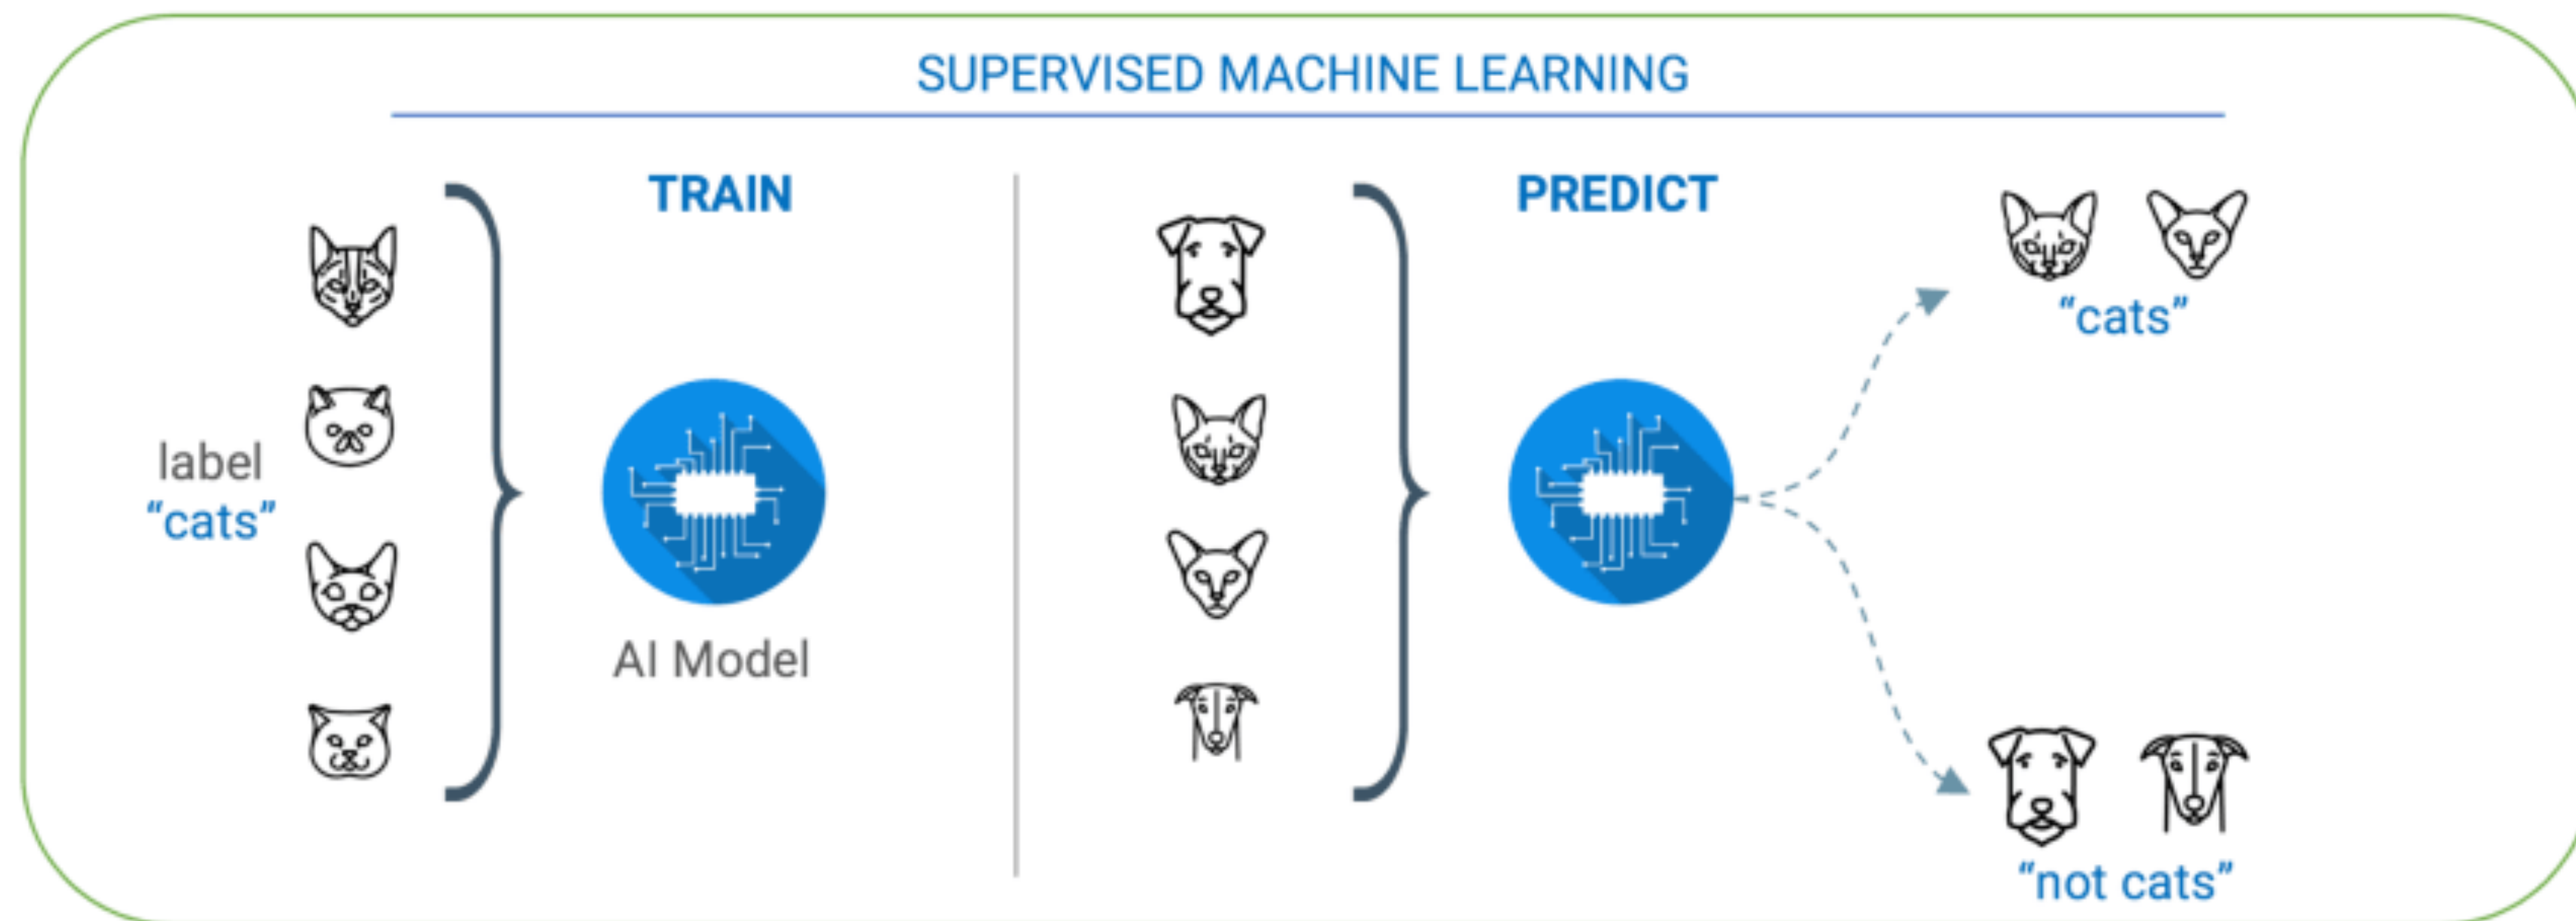 SUPERVISED MACHINE LEARNING
TRAIN
label
“cats”
AI Model
PREDICT
“cats”
“not cats”